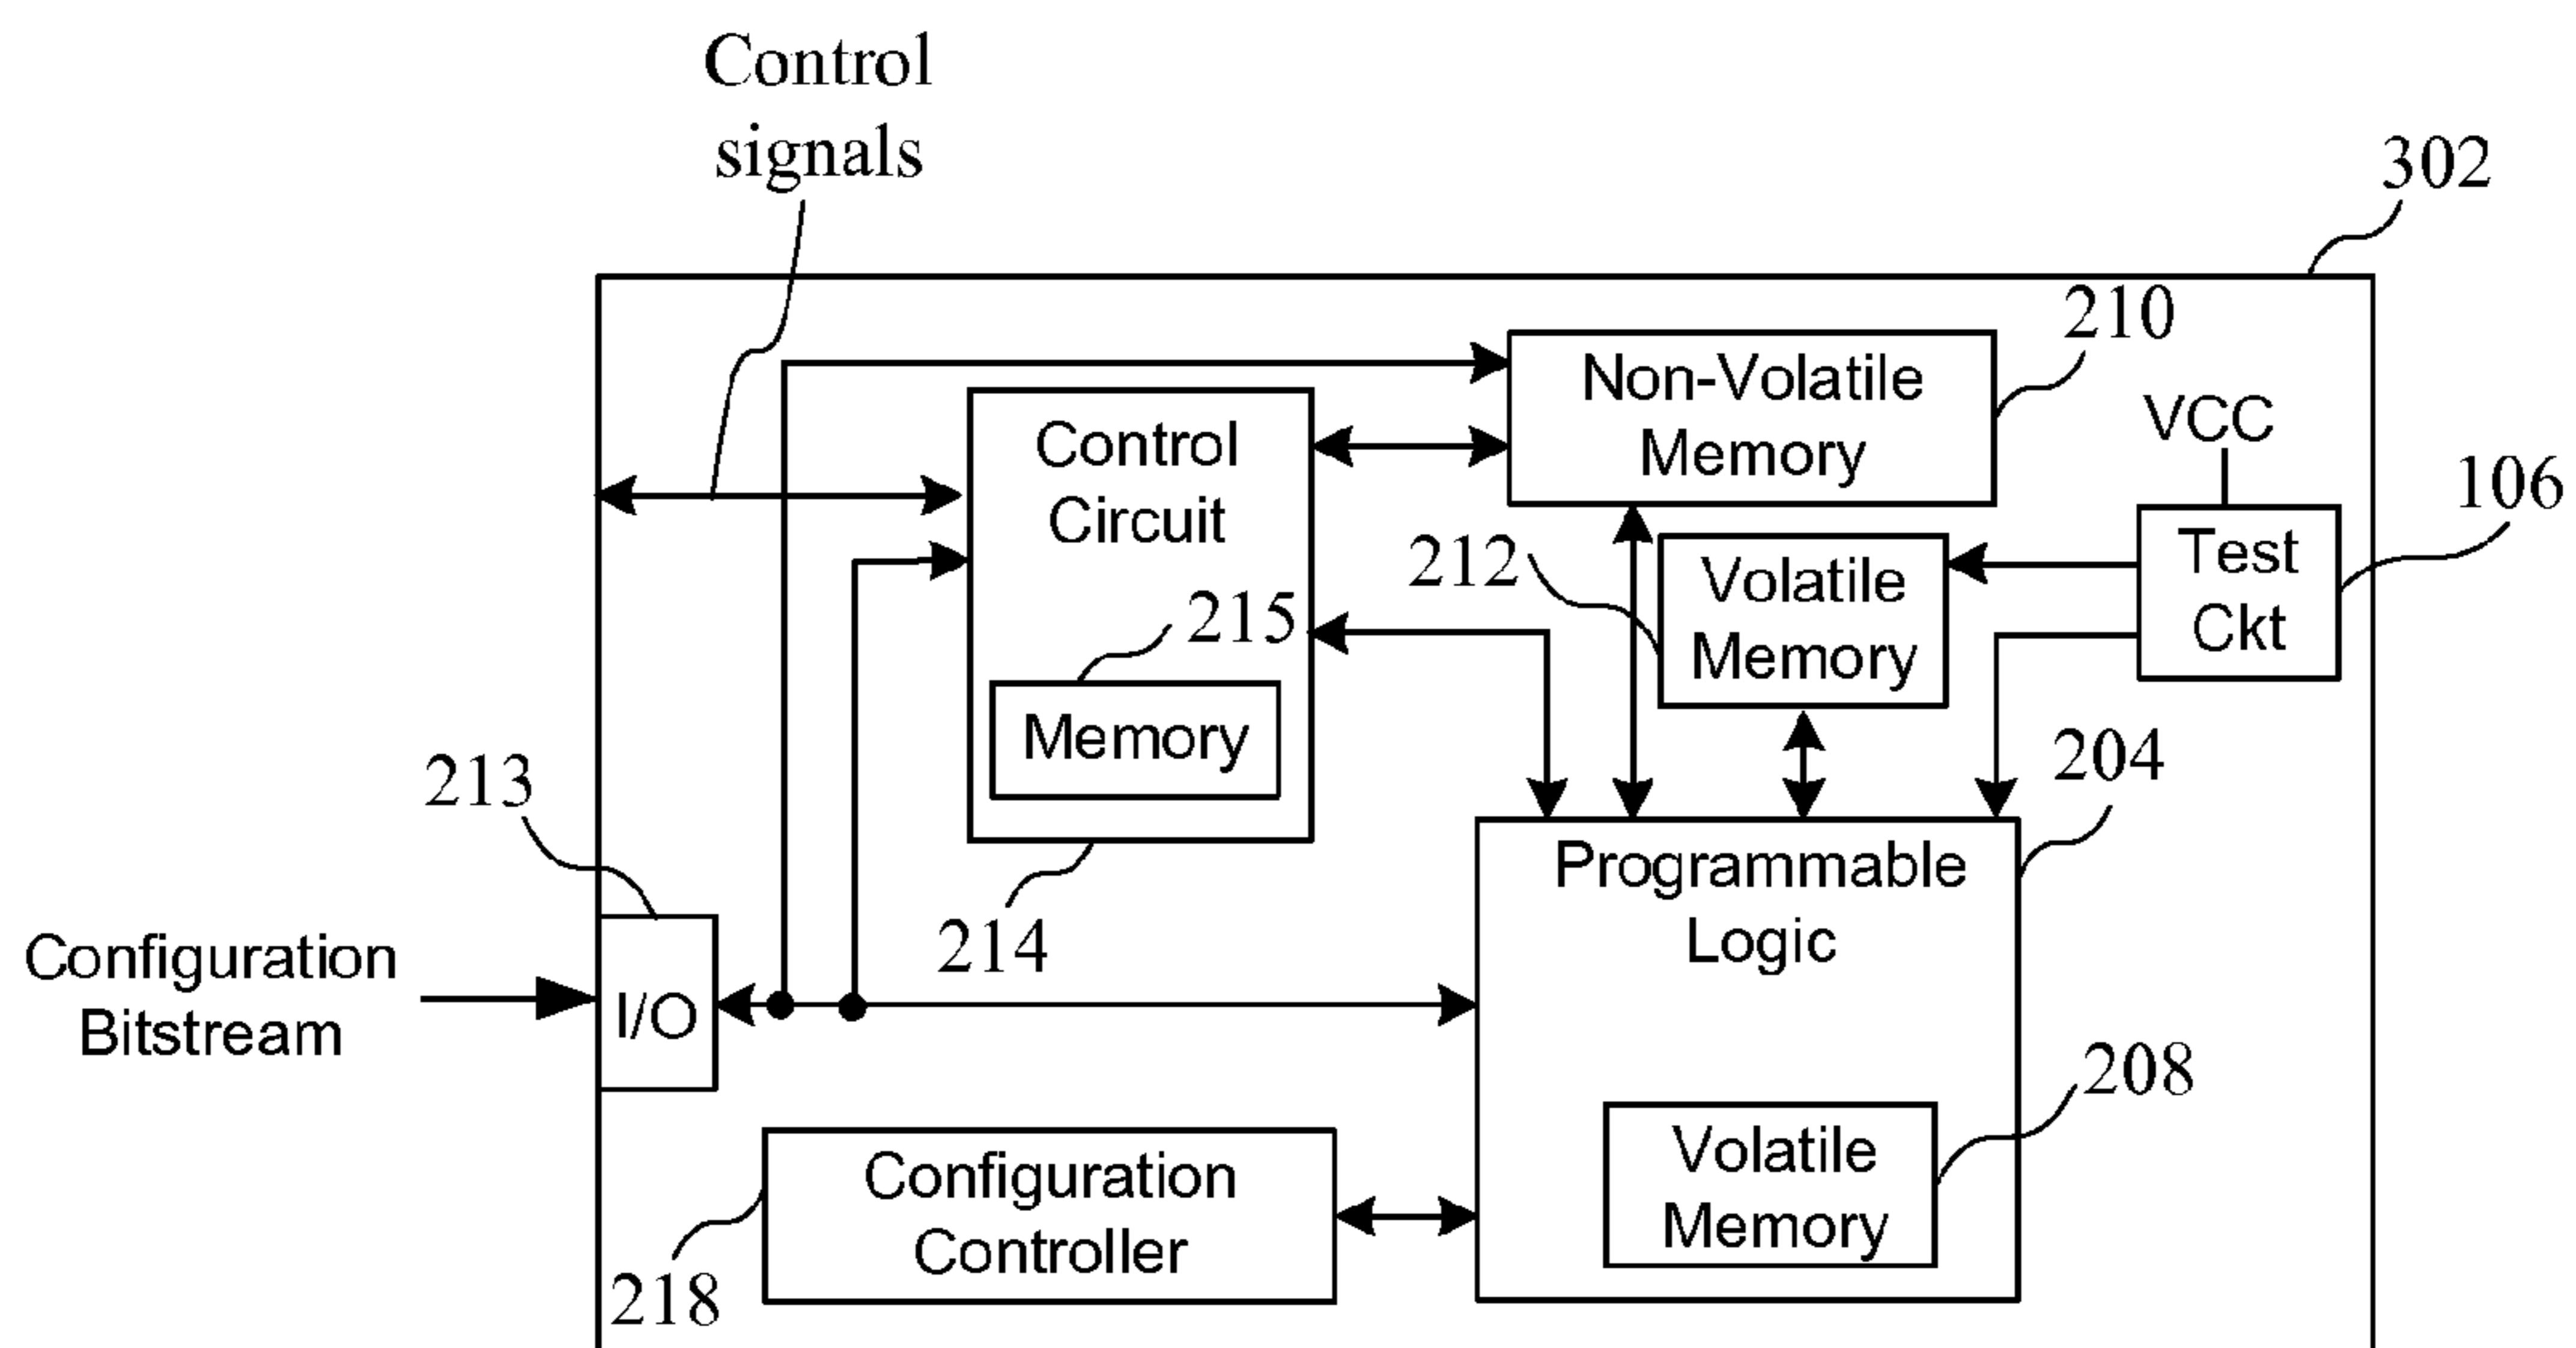 Control
signals
302
210
Non-Volatile
Memory
VCC
106
Control
Circuit
212
Volatile
Memory
Test
Ckt
215
Memory
213
204
Programmable
Logic
214
Configuration
Bitstream
I/O
208
Volatile
Memory
Configuration
Controller
218